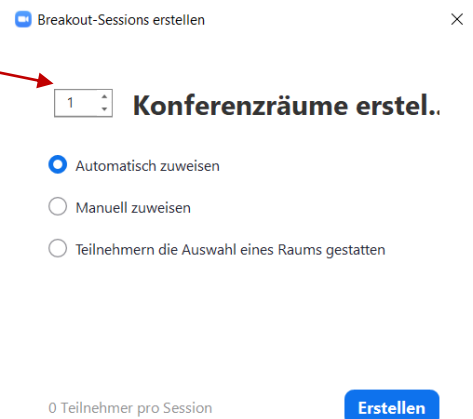 Breakout-Sessions erstellen
1 Konferenzräume erstel..
Automatisch zuweisen
Manuell zuweisen
Teilnehmern die Auswahl eines Raums gestatten
0 Teilnehmer pro Session Erstellen